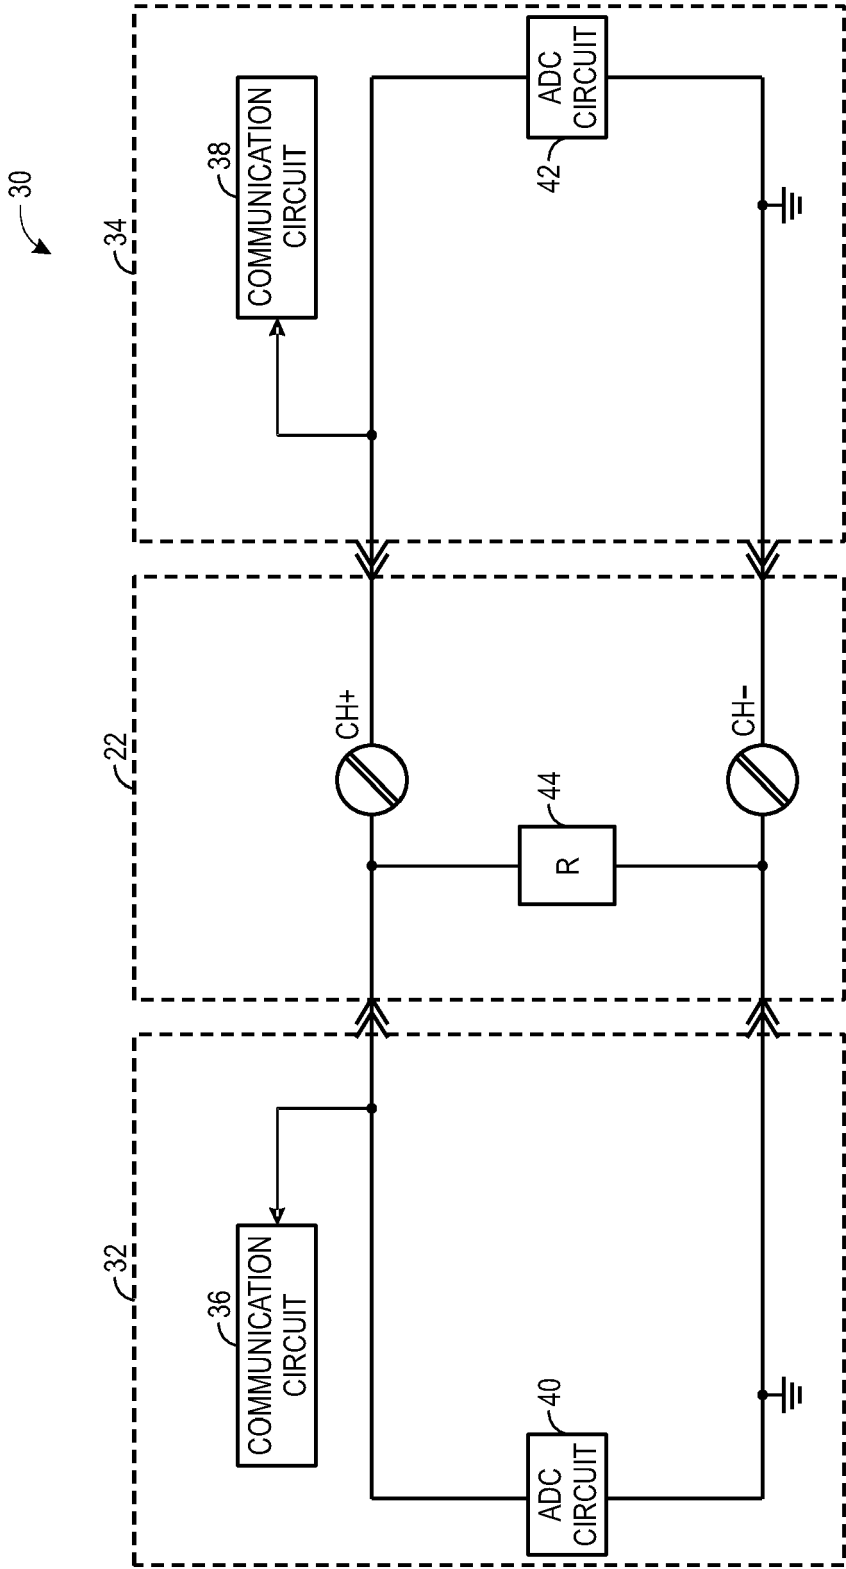 30
32
22
34
36
COMMUNICATION
CIRCUIT
38
COMMUNICATION
CIRCUIT
CH+
40
ADC
CIRCUIT
44
R
42
ADC
CIRCUIT
CH-